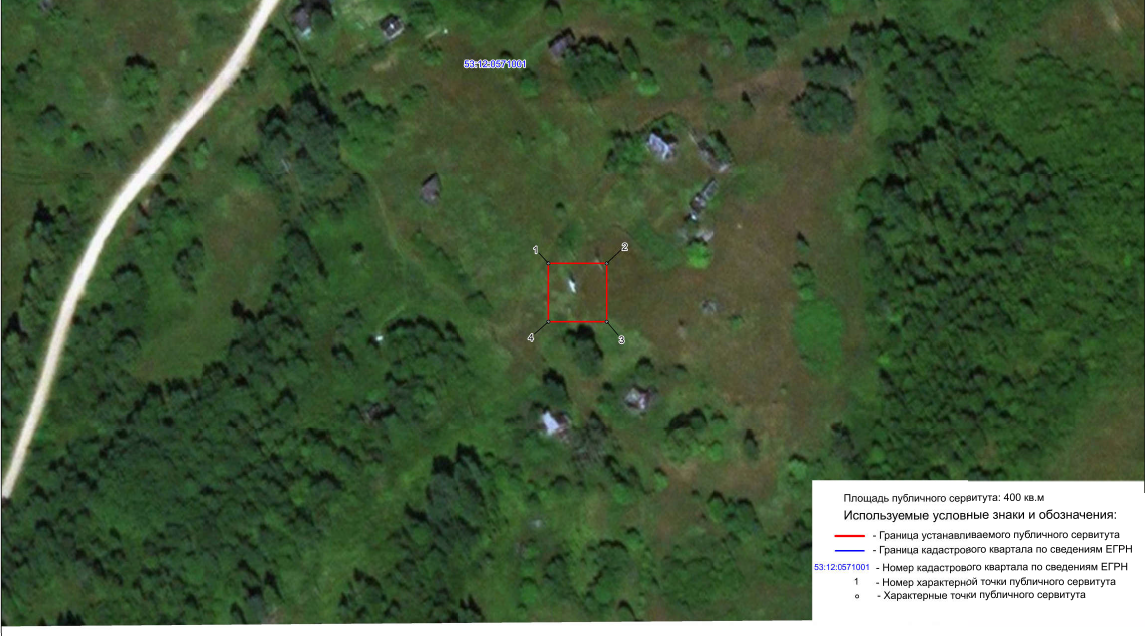 53:12:0571001
1
2
4
3
Площадь публичного сервитута: 400 кв.м
Используемые условные знаки и обозначения:
- Граница устанавливаемого публичного сервитута
- Граница кадастрового квартала по сведениям ЕГРН
53:12:0571001 - Номер кадастрового квартала по сведениям ЕГРН
1 - Номер характерной точки публичного сервитута
- Характерные точки публичного сервитута